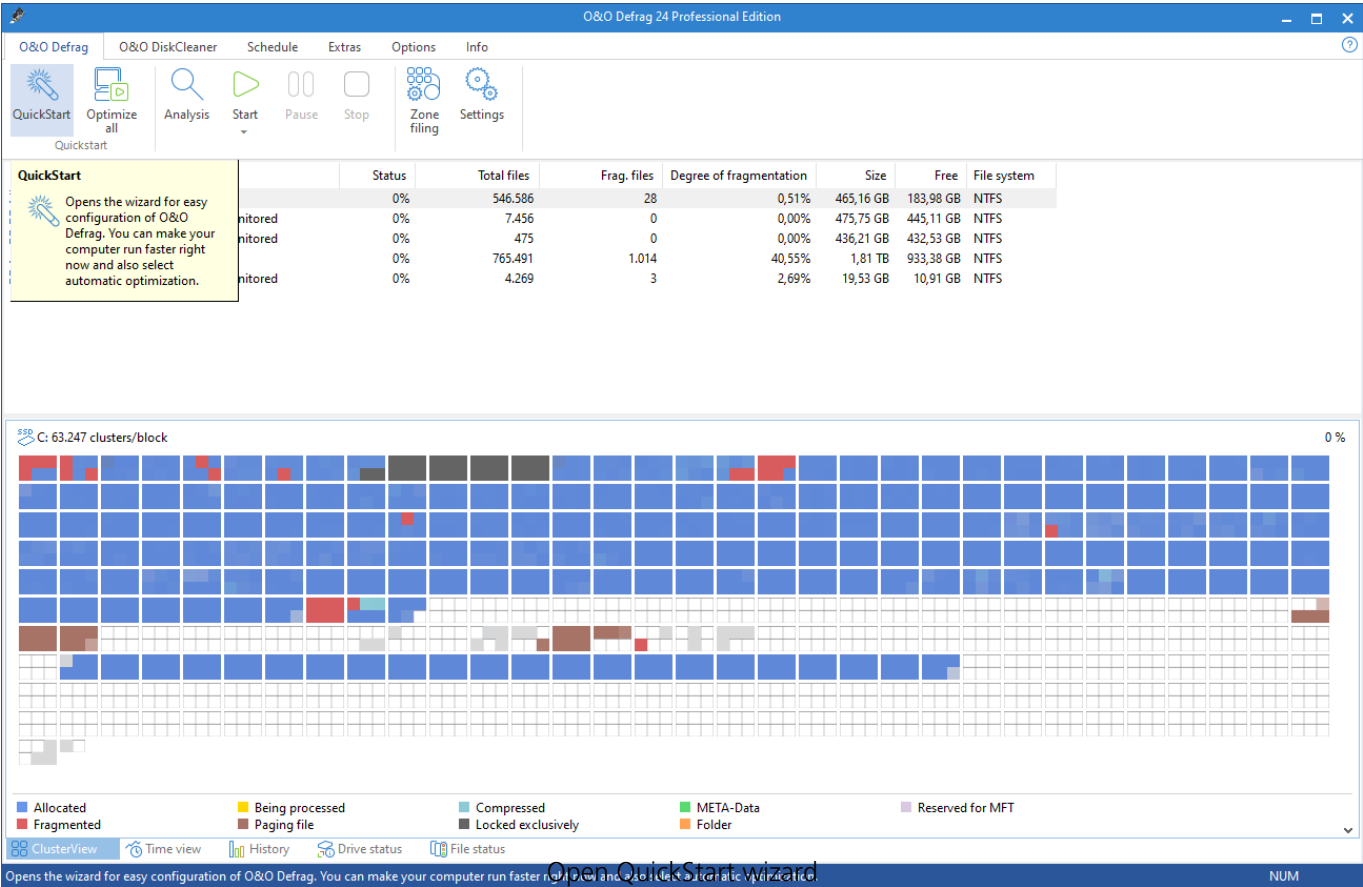 O&O Defrag 24 Professional Edition
O&O Defrag O&O DiskCleaner Schedule Extras Options Info
QuickStart Optimize all Analysis Start Pause Stop Zone filing Settings
Quickstart
Status Total files Frag. files Degree of fragmentation Size Free File system
0% 546.586 28 0,51% 465,16 GB 183,98 GB NTFS
nitored 0% 7.456 0 0,00% 475,75 GB 445,11 GB NTFS
nitored 0% 475 0 0,00% 436,21 GB 432,53 GB NTFS
0% 765.491 1.014 40,55% 1,81 TB 933,38 GB NTFS
nitored 0% 4.269 3 2,69% 19,53 GB 10,91 GB NTFS
QuickStart
Opens the wizard for easy
configuration of O&O
Defrag. You can make your
computer run faster right
now and also select
automatic optimization.
SSD C: 63.247 clusters/block 0 %
Allocated Being processed Compressed META-Data Reserved for MFT
Fragmented Paging file Locked exclusively Folder
ClusterView Time view History Drive status File status
Opens the wizard for easy configuration of O&O Defrag. You can make your computer run faster right now and also select automatic optimization. NUM
Open QuickStart wizard